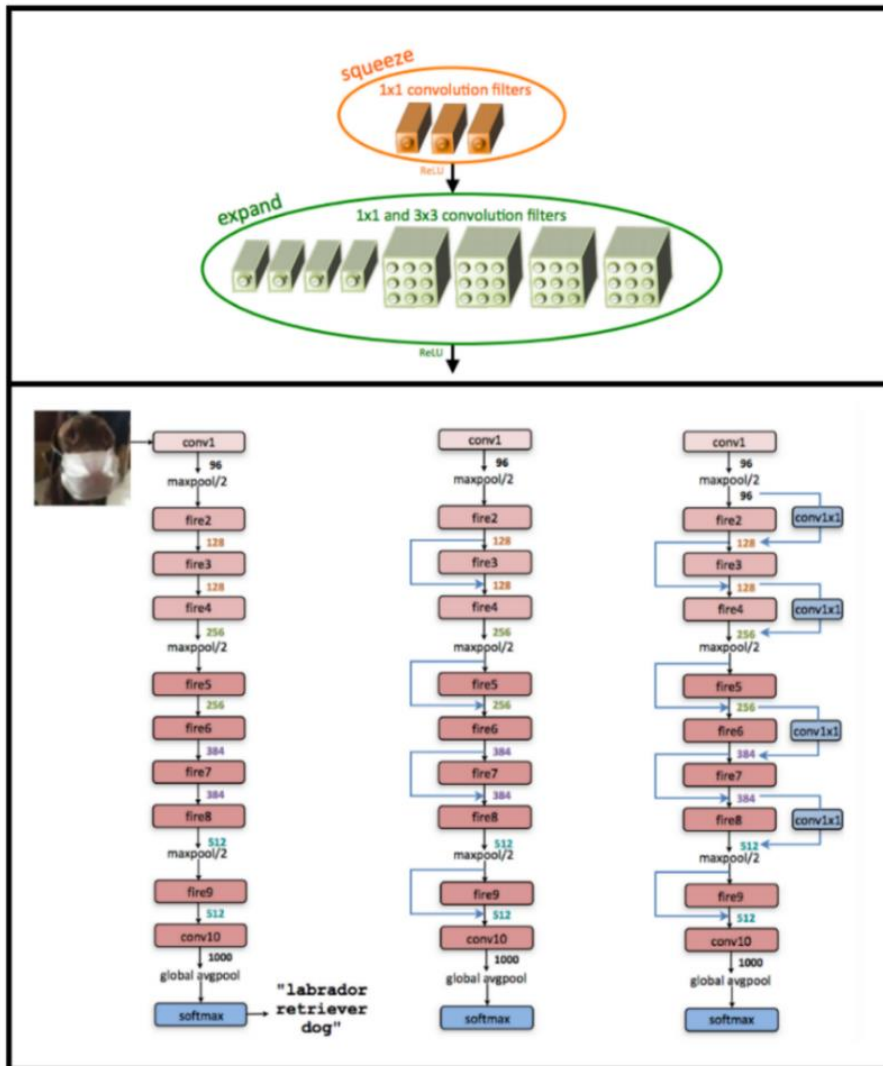 squeeze
1x1 convolution filters
ReLU
expand
1x1 and 3x3 convolution filters
ReLU
conv1
96
maxpool/2
fire2
128
fire3
128
fire4
256
maxpool/2
fire5
256
fire6
384
fire7
384
fire8
512
maxpool/2
fire9
512
conv10
1000
global avgpool
softmax
"labrador
retriever
dog"
conv1
96
maxpool/2
fire2
128
fire3
128
fire4
256
maxpool/2
fire5
256
fire6
384
fire7
384
fire8
512
maxpool/2
fire9
512
conv10
1000
global avgpool
softmax
conv1
96
maxpool/2
96
conv1x1
fire2
128
fire3
128
conv1x1
fire4
256
maxpool/2
fire5
256
conv1x1
fire6
384
fire7
384
conv1x1
fire8
512
maxpool/2
fire9
512
conv10
1000
global avgpool
softmax